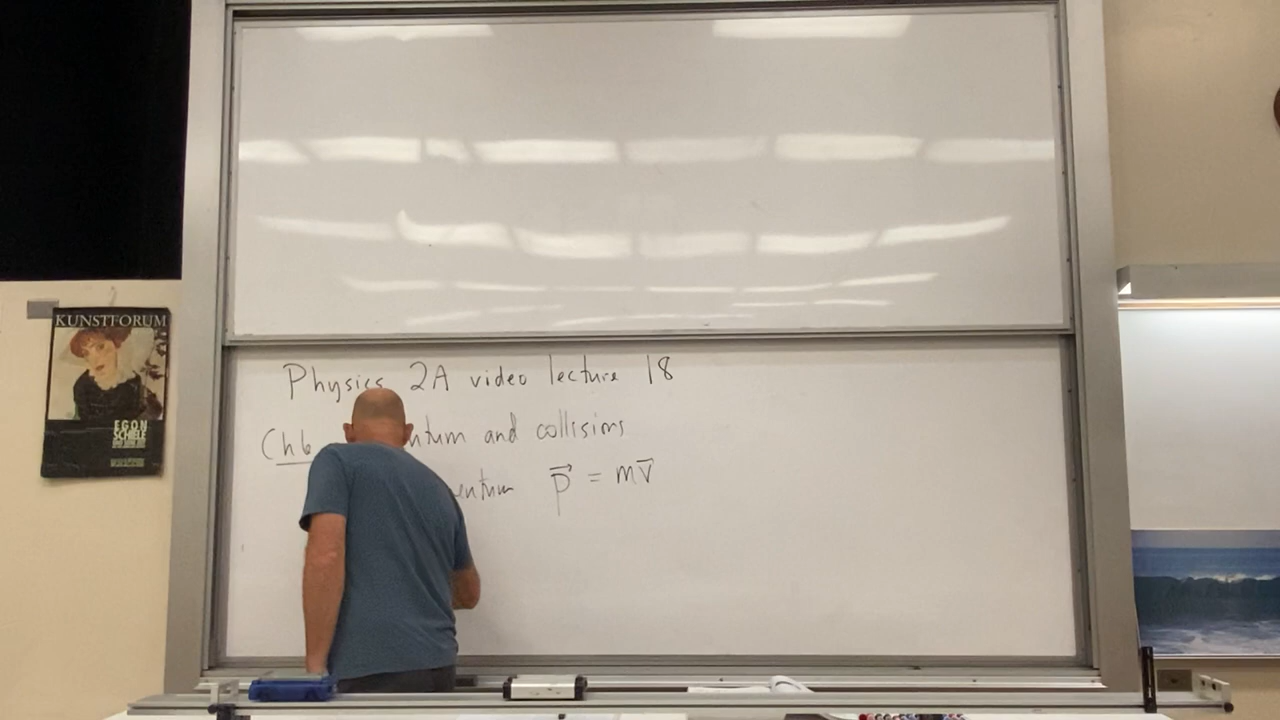 KUNSTFORUM
EGON
SCHIELE
Physics 2A video lecture 18
Ch6 ntum and collisions
entum p⃗ = mv⃗